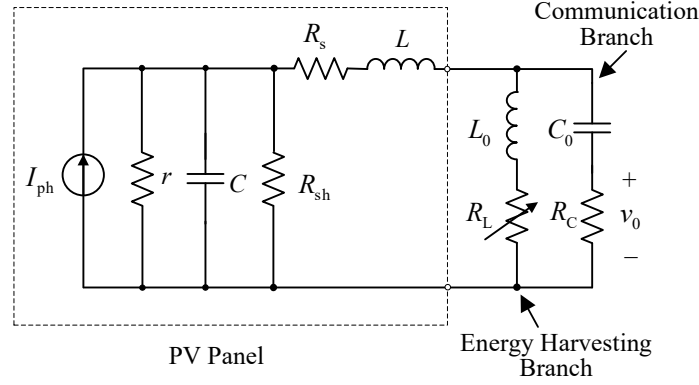 Communication
Branch
R_s
L
L_0
C_0
I_ph
r
C
R_sh
R_L
R_C
+
v_0
−
PV Panel
Energy Harvesting
Branch